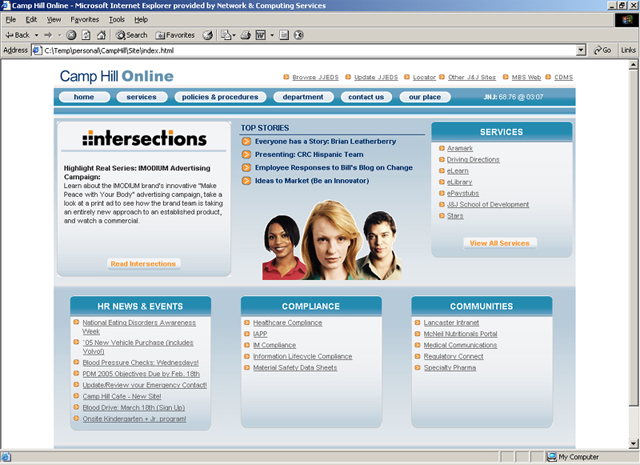 Camp Hill Online - Microsoft Internet Explorer provided by Network & Computing Services
File Edit View Favorites Tools Help
Back Search Favorites
Address C:\Temp\personal\CampHill\Site\index.html Go Links
Camp Hill Online
Browse JJEDS Update JJEDS Locator Other J&J Sites MBS Web CDMS
home services policies & procedures department contact us our place JNJ: 68.76 @ 03:07
intersections
Highlight Real Series: IMODIUM Advertising
Campaign:
Learn about the IMODIUM brand's innovative "Make
Peace with Your Body" advertising campaign, take a
look at a print ad to see how the brand team is taking
an entirely new approach to an established product,
and watch a commercial.
Read Intersections
TOP STORIES
Everyone has a Story: Brian Leatherberry
Presenting: CRC Hispanic Team
Employee Responses to Bill's Blog on Change
Ideas to Market (Be an Innovator)
SERVICES
Aramark
Driving Directions
eLearn
eLibrary
ePaystubs
J&J School of Development
Stars
View All Services
HR NEWS & EVENTS
National Eating Disorders Awareness
Week
`05 New Vehicle Purchase (includes
Volvo!)
Blood Pressure Checks: Wednesdays!
PDM 2005 Objectives Due by Feb. 18th
Update/Review your Emergency Contact!
Camp Hill Cafe - New Site!
Blood Drive: March 18th (Sign Up)
Onsite Kindergarten + Jr. program!
COMPLIANCE
Healthcare Compliance
IAPP
IM Compliance
Information Lifecycle Compliance
Material Safety Data Sheets
COMMUNITIES
Lancaster Intranet
McNeil Nutritionals Portal
Medical Communications
Regulatory Connect
Specialty Pharma
My Computer